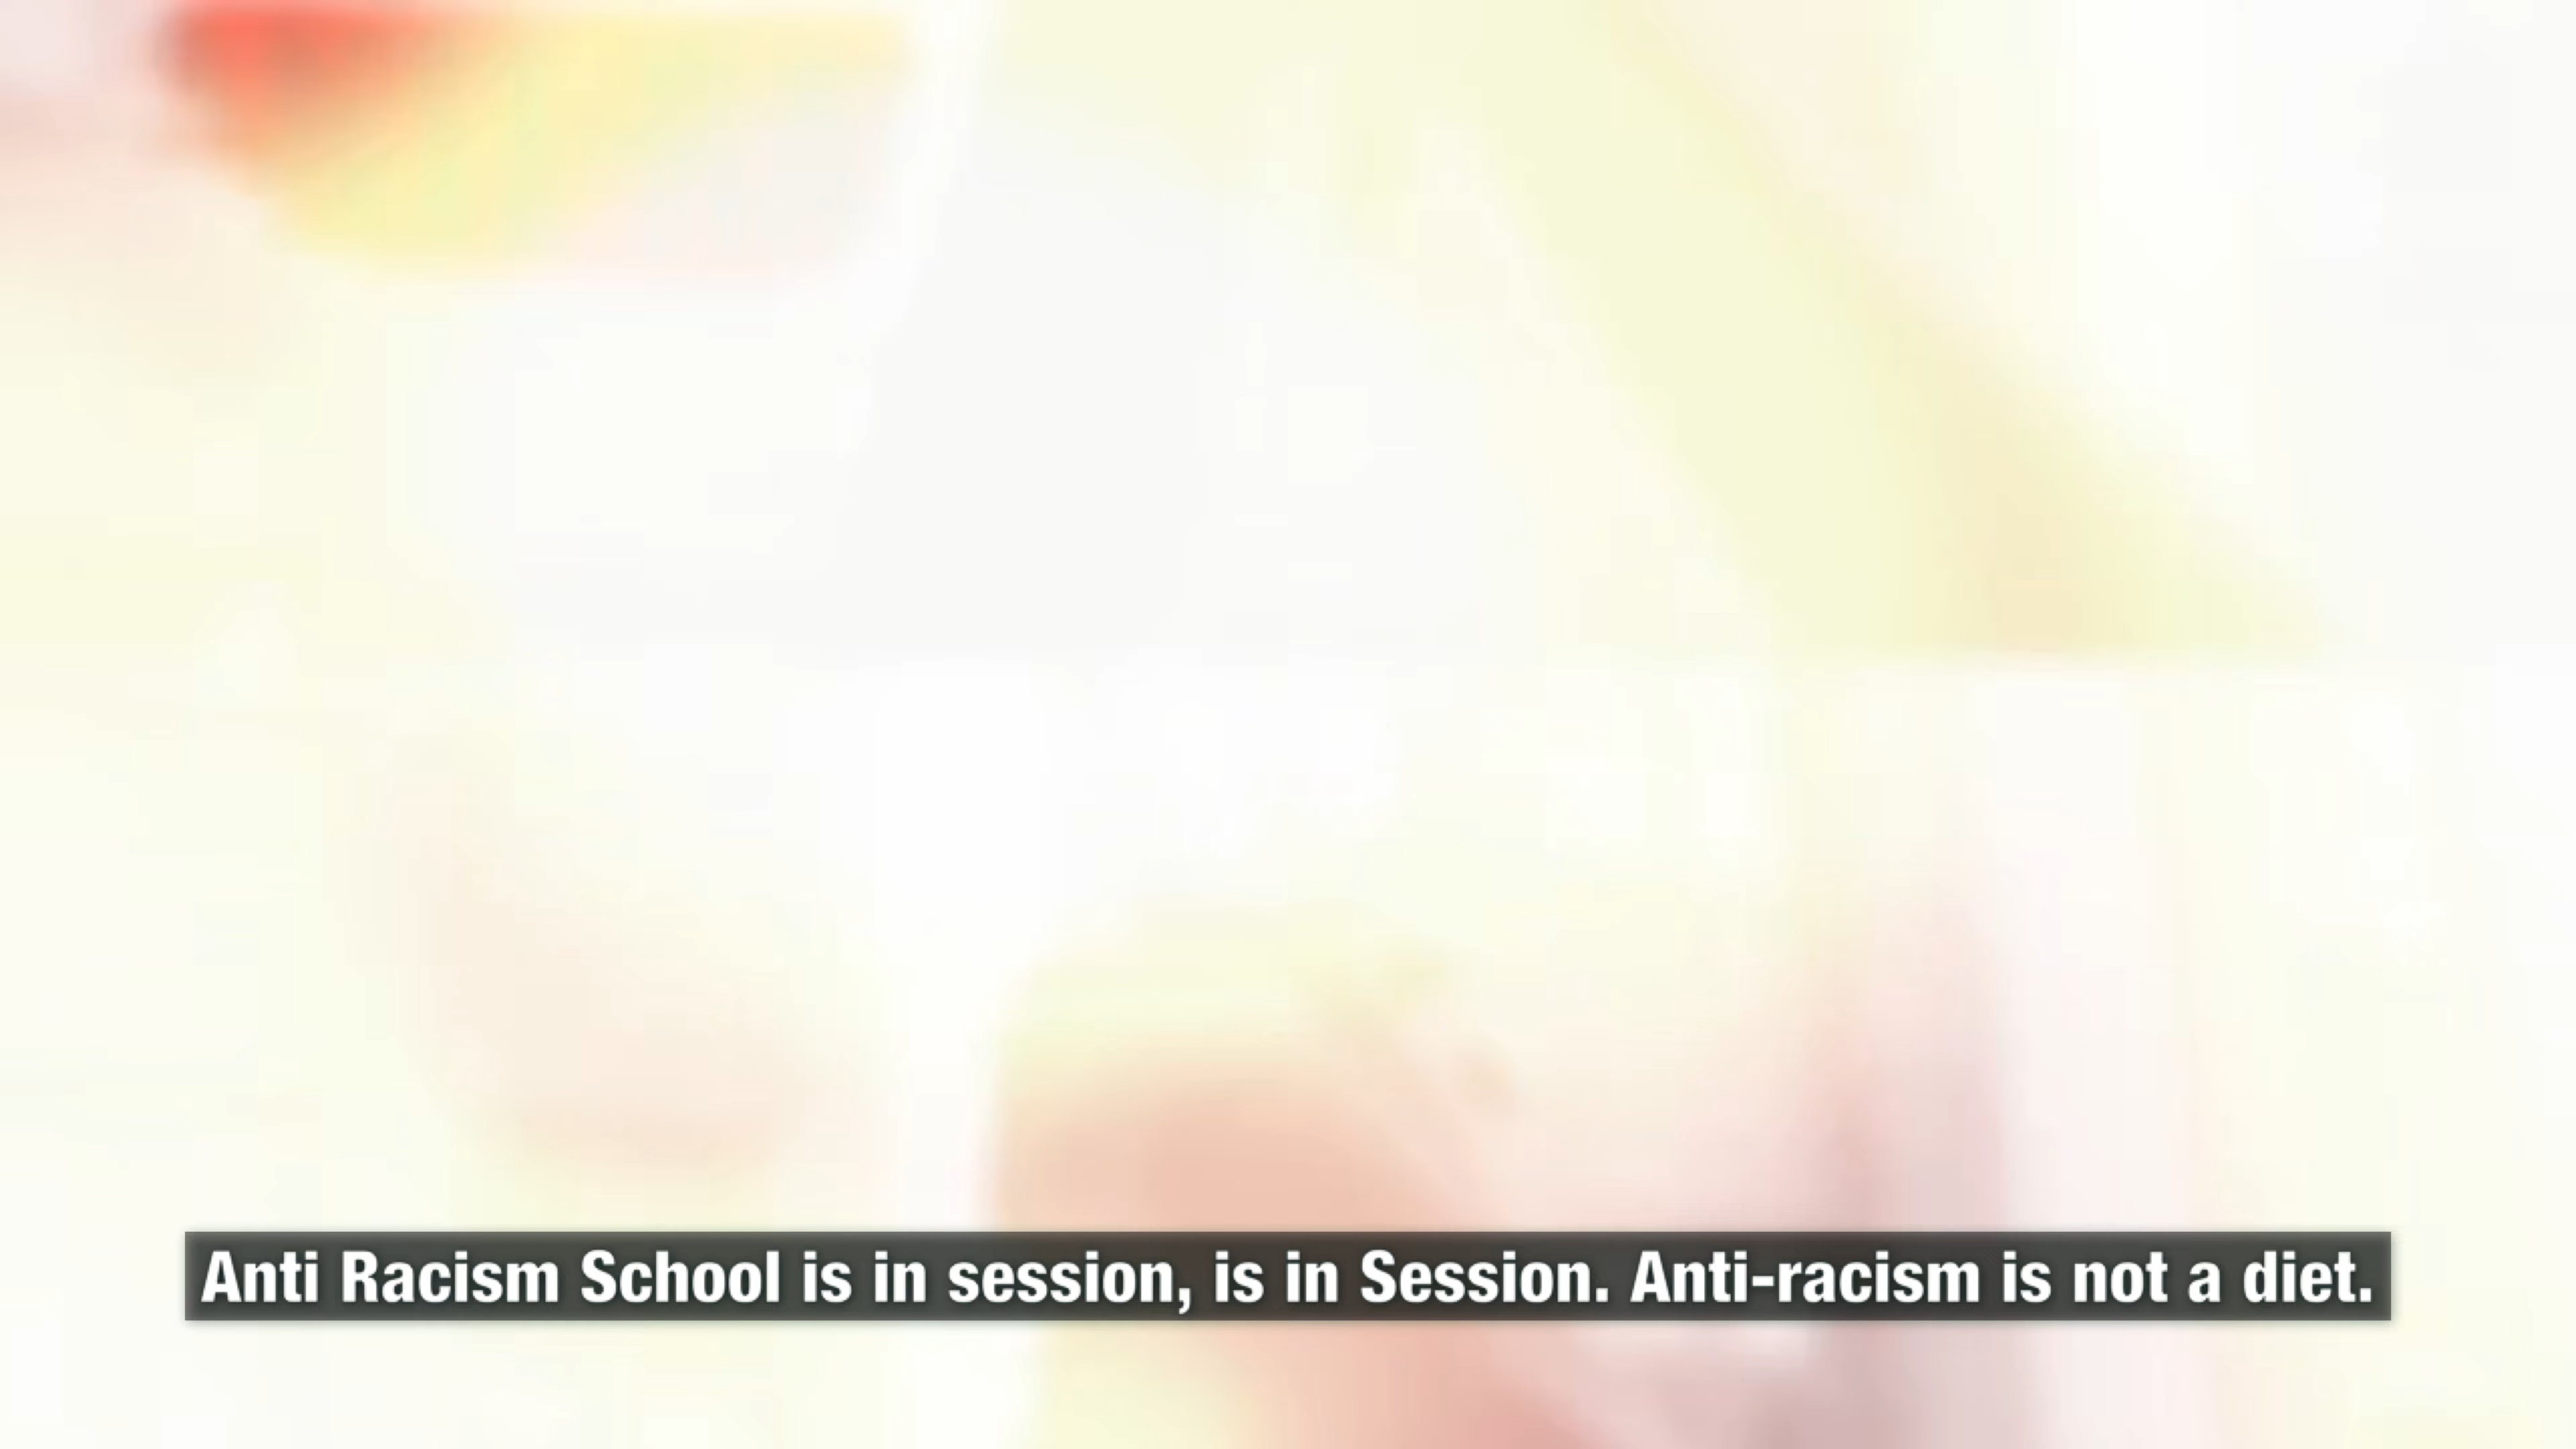 Anti Racism School is in session, is in Session. Anti-racism is not a diet.